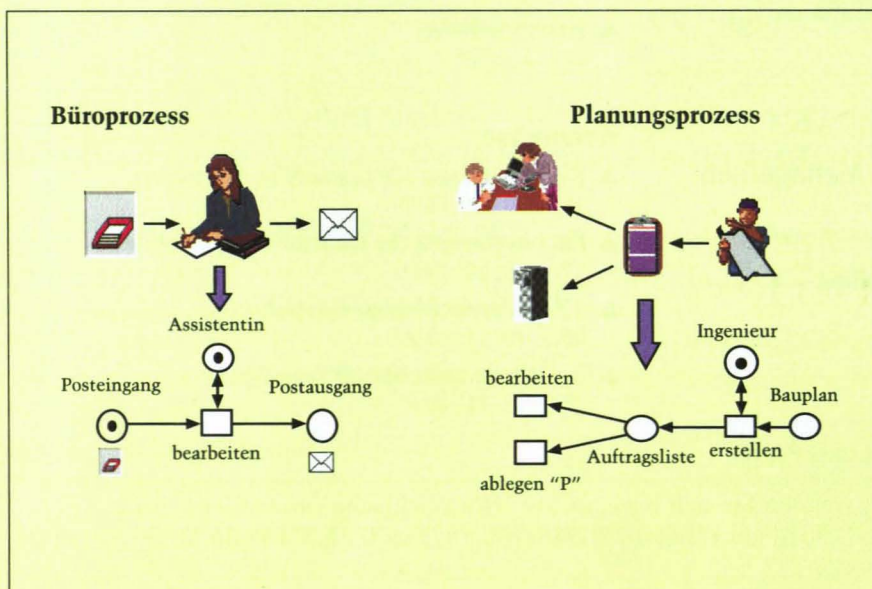 Büroprozess
Planungsprozess
Assistentin
Posteingang
Postausgang
bearbeiten
Ingenieur
bearbeiten
Bauplan
Auftragsliste
erstellen
ablegen "P"